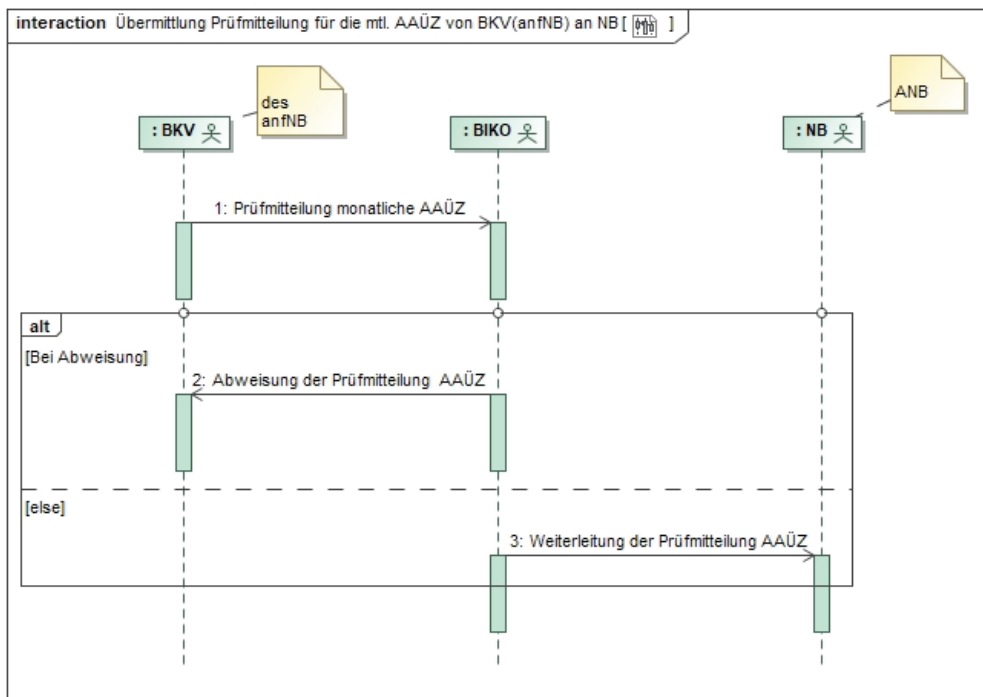 interaction Übermittlung Prüfmitteilung für die mtl. AAÜZ von BKV(anfNB) an NB [ ]
des
anfNB
ANB
: BKV
: BIKO
: NB
1: Prüfmitteilung monatliche AAÜZ
alt
[Bei Abweisung]
2: Abweisung der Prüfmitteilung AAÜZ
[else]
3: Weiterleitung der Prüfmitteilung AAÜZ